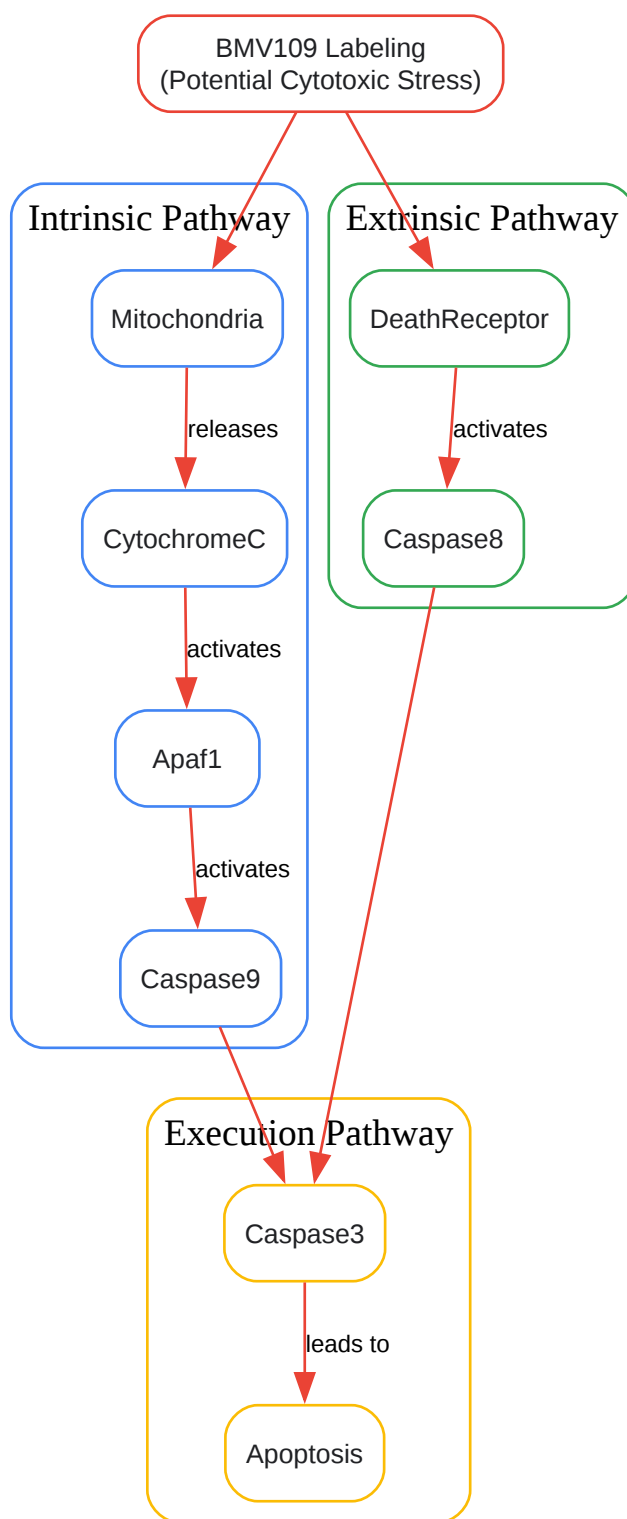 BMV109 Labeling
(Potential Cytotoxic Stress)
Intrinsic Pathway
Extrinsic Pathway
Mitochondria
DeathReceptor
releases
activates
CytochromeC
Caspase8
activates
Apaf1
activates
Caspase9
Execution Pathway
Caspase3
leads to
Apoptosis